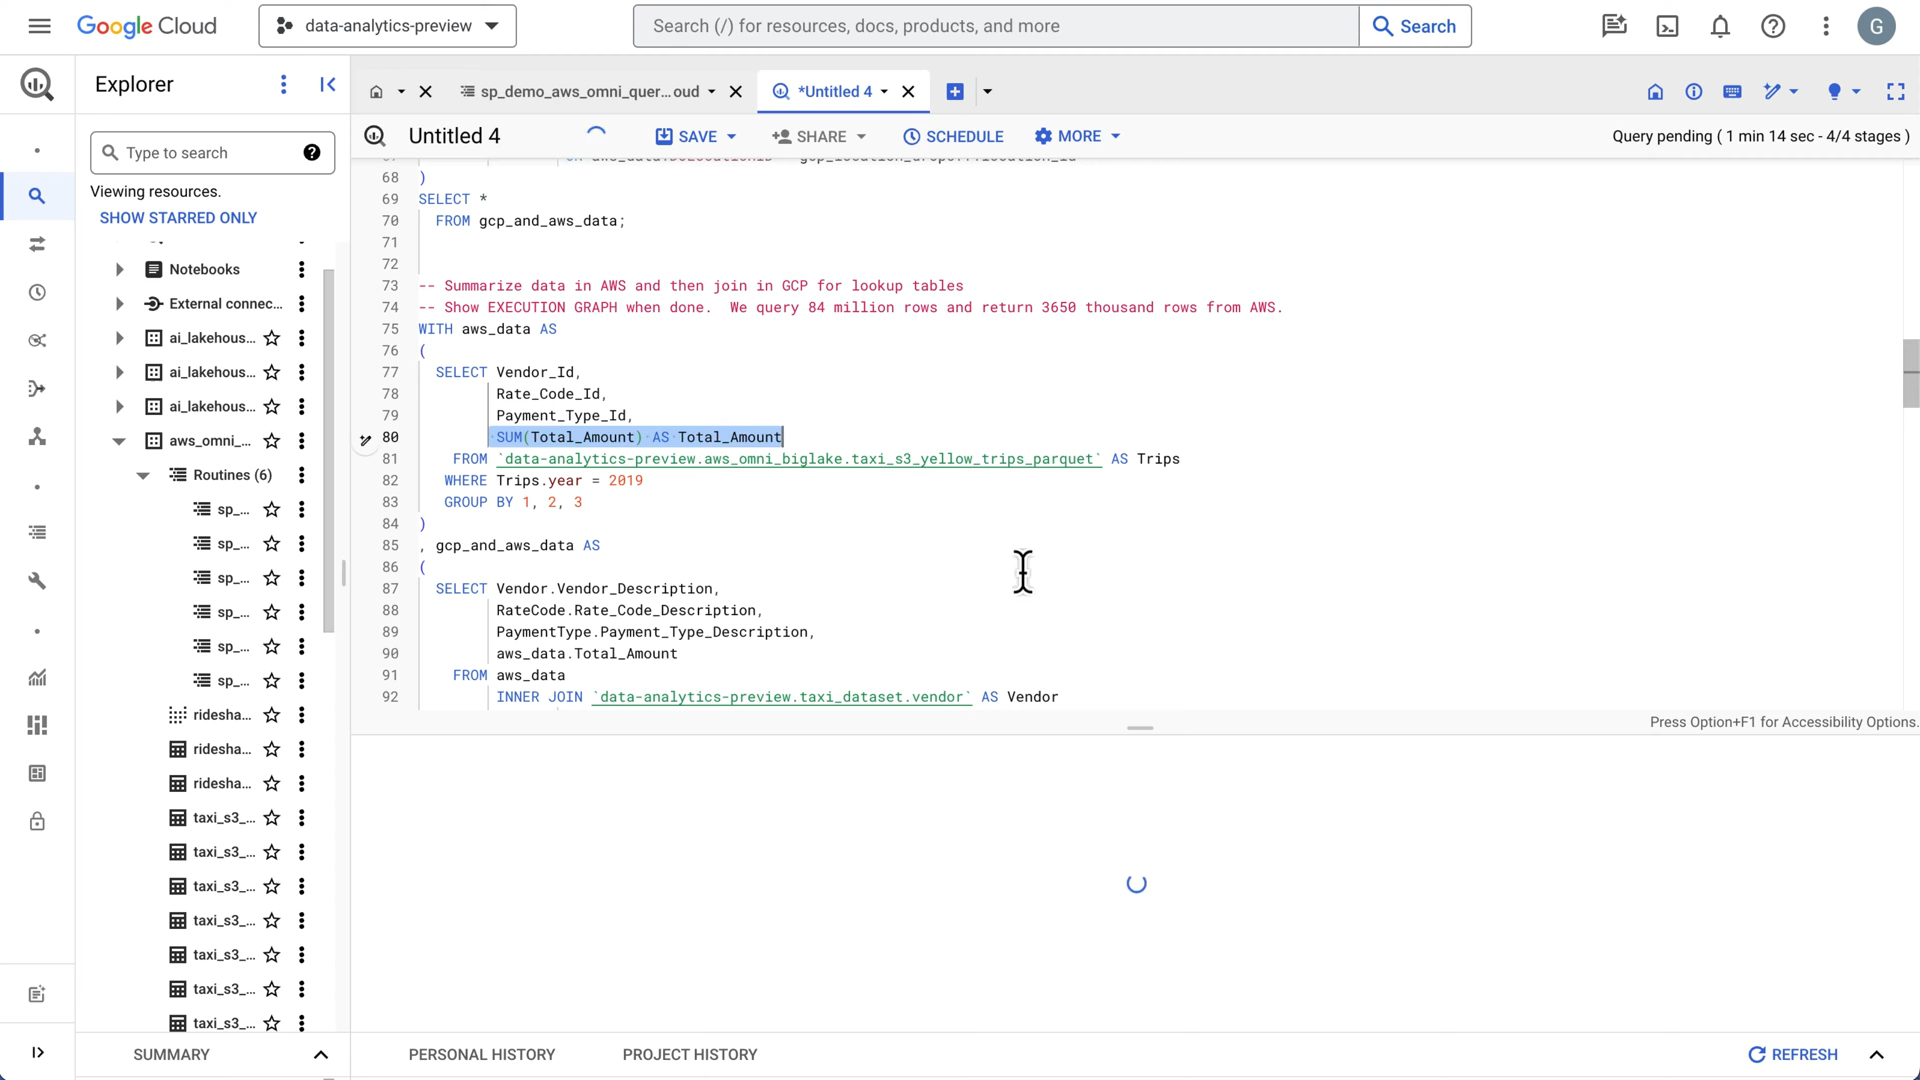 Google Cloud
data-analytics-preview
Search (/) for resources, docs, products, and more
Search
G
Explorer
sp_demo_aws_omni_quer...oud
*Untitled 4
Type to search
Viewing resources.
SHOW STARRED ONLY
Notebooks
External connec...
ai_lakehous...
ai_lakehous...
ai_lakehous...
aws_omni_...
Routines (6)
sp_...
sp_...
sp_...
sp_...
sp_...
sp_...
ridesha...
ridesha...
ridesha...
taxi_s3_...
taxi_s3_...
taxi_s3_...
taxi_s3_...
taxi_s3_...
taxi_s3_...
taxi_s3_...
SUMMARY
Untitled 4
SAVE
SHARE
SCHEDULE
MORE
Query pending ( 1 min 14 sec - 4/4 stages )
68 )
69 SELECT *
70 FROM gcp_and_aws_data;
71
72
73 -- Summarize data in AWS and then join in GCP for lookup tables
74 -- Show EXECUTION GRAPH when done.  We query 84 million rows and return 3650 thousand rows from AWS.
75 WITH aws_data AS
76 (
77 SELECT Vendor_Id,
78 Rate_Code_Id,
79 Payment_Type_Id,
80 SUM(Total_Amount) AS Total_Amount
81 FROM `data-analytics-preview.aws_omni_biglake.taxi_s3_yellow_trips_parquet` AS Trips
82 WHERE Trips.year = 2019
83 GROUP BY 1, 2, 3
84 )
85 , gcp_and_aws_data AS
86 (
87 SELECT Vendor.Vendor_Description,
88 RateCode.Rate_Code_Description,
89 PaymentType.Payment_Type_Description,
90 aws_data.Total_Amount
91 FROM aws_data
92 INNER JOIN `data-analytics-preview.taxi_dataset.vendor` AS Vendor
Press Option+F1 for Accessibility Options.
PERSONAL HISTORY
PROJECT HISTORY
REFRESH